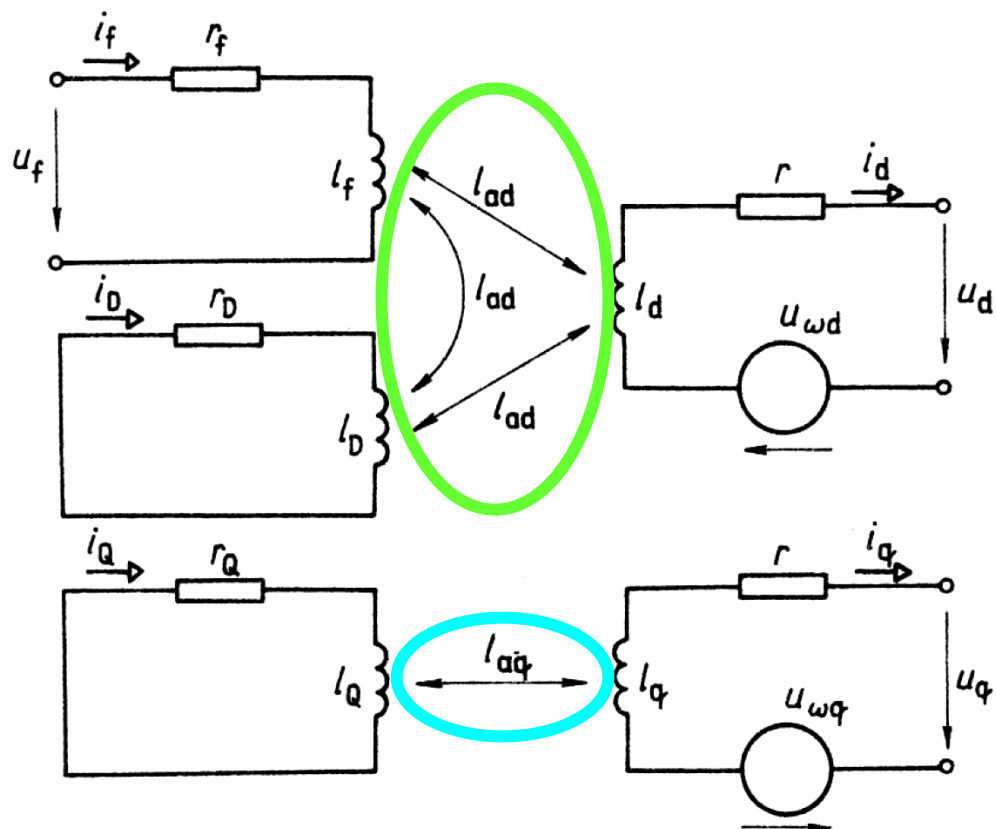 i_f r_f
u_f l_f l_ad
r i_d
l_ad
i_D r_D
l_d u_ωd u_d
l_D l_ad
i_Q r_Q
r i_q
l_Q l_aq l_q
u_ωq u_q